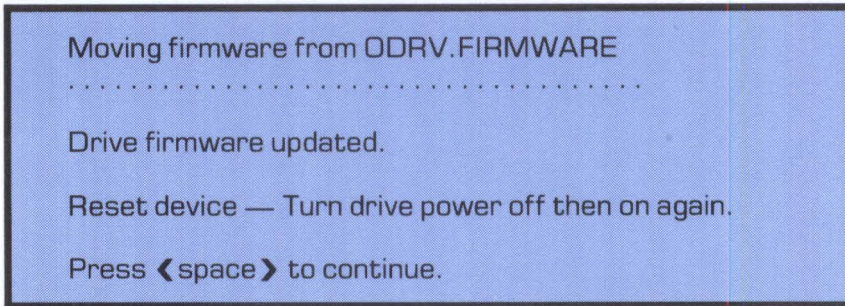 Moving firmware from ODRV.FIRMWARE
. . . . . . . . . . . . . . . . . . . . . . . . . . . . . . . . . . . . . .
Drive firmware updated.
Reset device — Turn drive power off then on again.
Press ❮space❯ to continue.